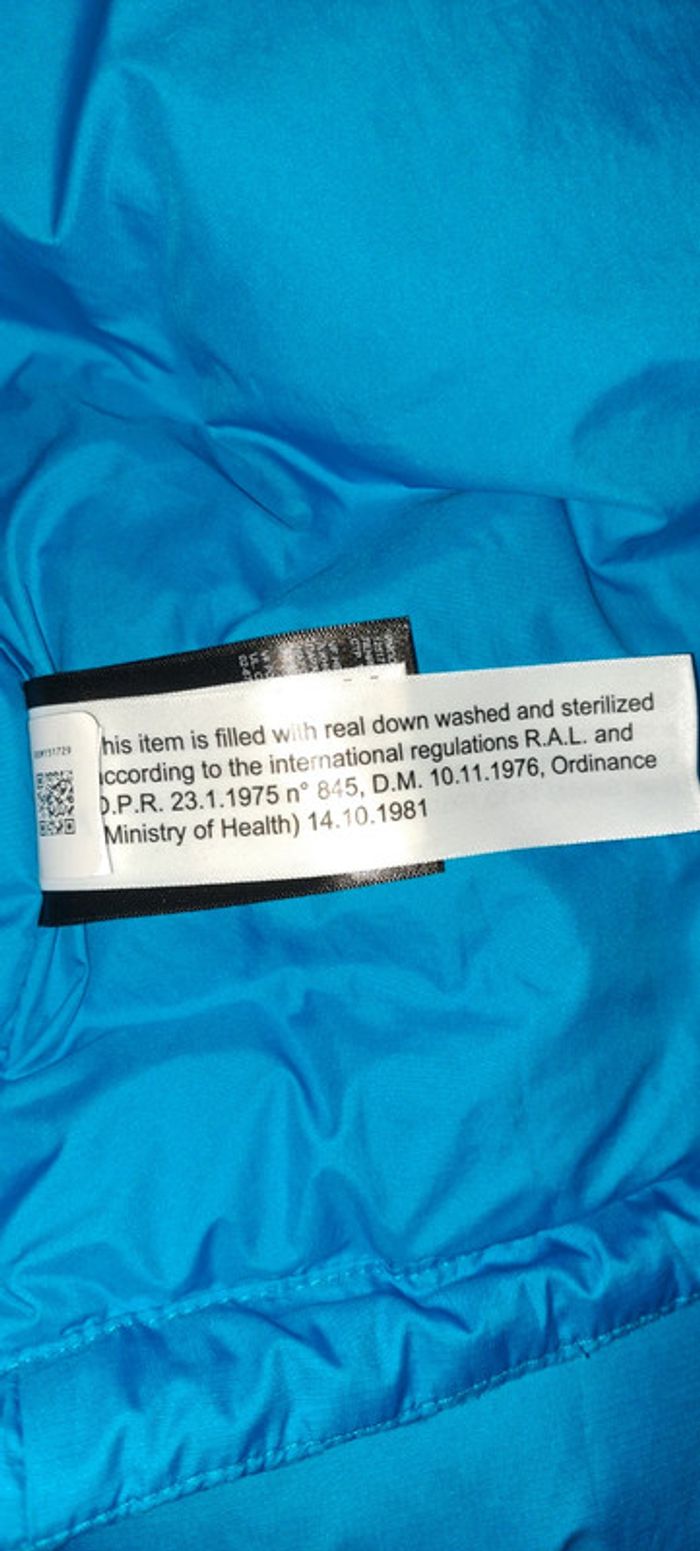 his item is filled with real down washed and sterilized
ccording to the international regulations R.A.L. and
D.P.R. 23.1.1975 n° 845, D.M. 10.11.1976, Ordinance
Ministry of Health) 14.10.1981